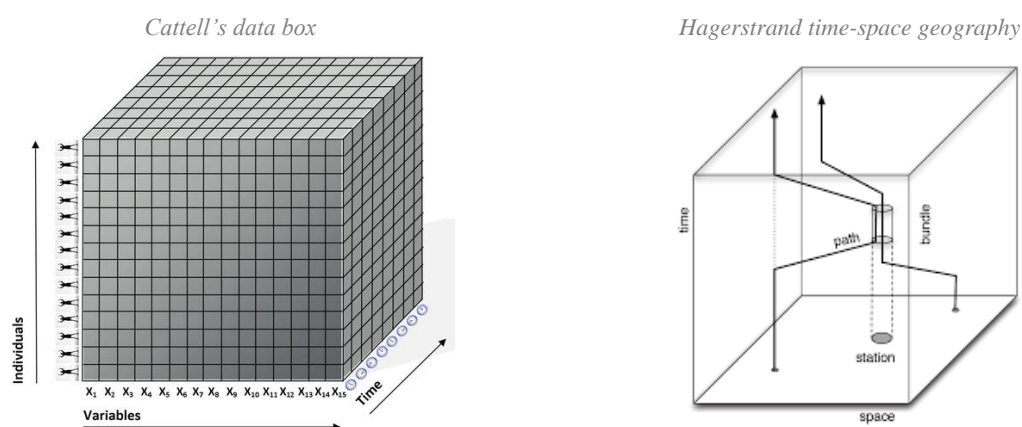 Cattell's data box
Individuals
X1 X2 X3 X4 X5 X6 X7 X8 X9 X10 X11 X12 X13 X14 X15
Time
Variables
Hagerstrand time-space geography
time
path
bundle
station
space